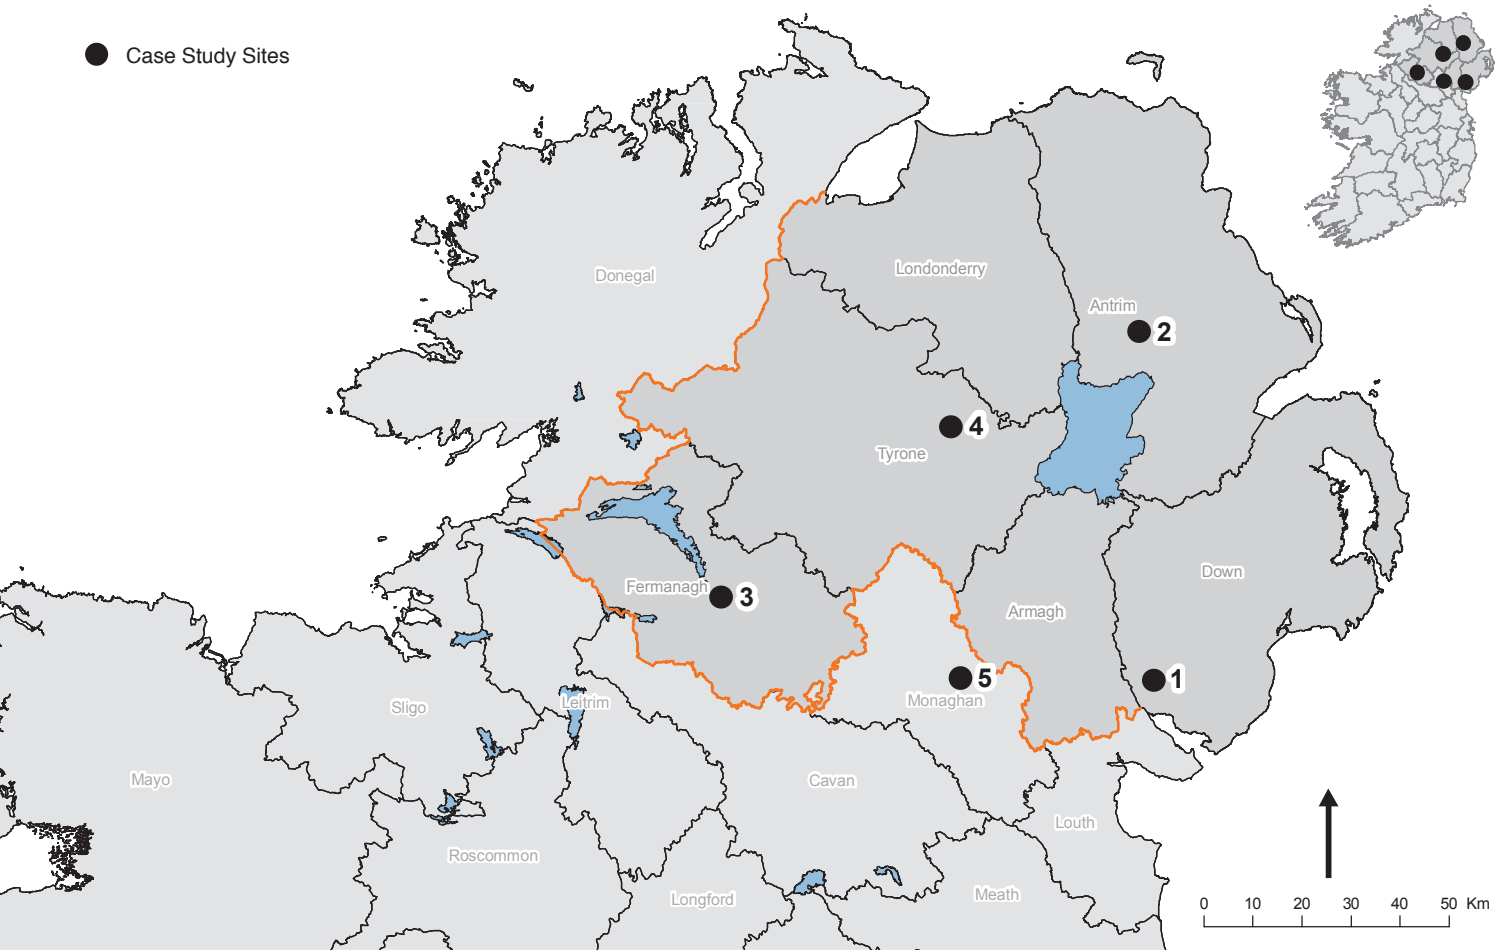 Case Study Sites
Donegal
Londonderry
Antrim
2
4
Tyrone
Down
Fermanagh
3
Armagh
5
1
Monaghan
Sligo
Leitrim
Mayo
Cavan
Louth
Roscommon
Longford
Meath
0 10 20 30 40 50 Km